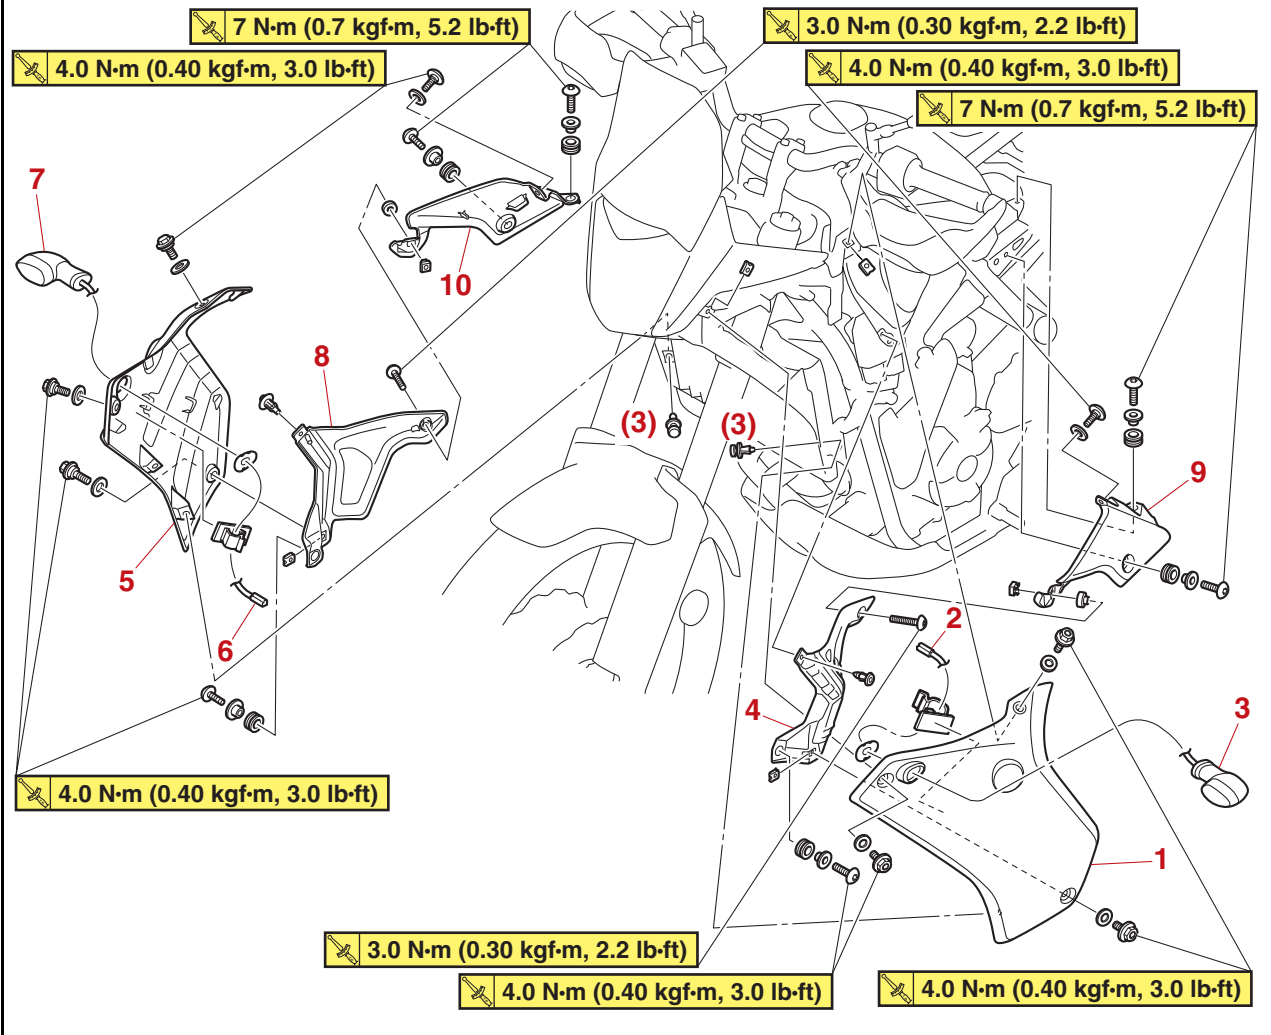 7 N·m (0.7 kgf·m, 5.2 lb·ft)
3.0 N·m (0.30 kgf·m, 2.2 lb·ft)
4.0 N·m (0.40 kgf·m, 3.0 lb·ft)
4.0 N·m (0.40 kgf·m, 3.0 lb·ft)
7 N·m (0.7 kgf·m, 5.2 lb·ft)
7
10
8
(3)
(3)
9
5
6
2
4
3
4.0 N·m (0.40 kgf·m, 3.0 lb·ft)
1
3.0 N·m (0.30 kgf·m, 2.2 lb·ft)
4.0 N·m (0.40 kgf·m, 3.0 lb·ft)
4.0 N·m (0.40 kgf·m, 3.0 lb·ft)